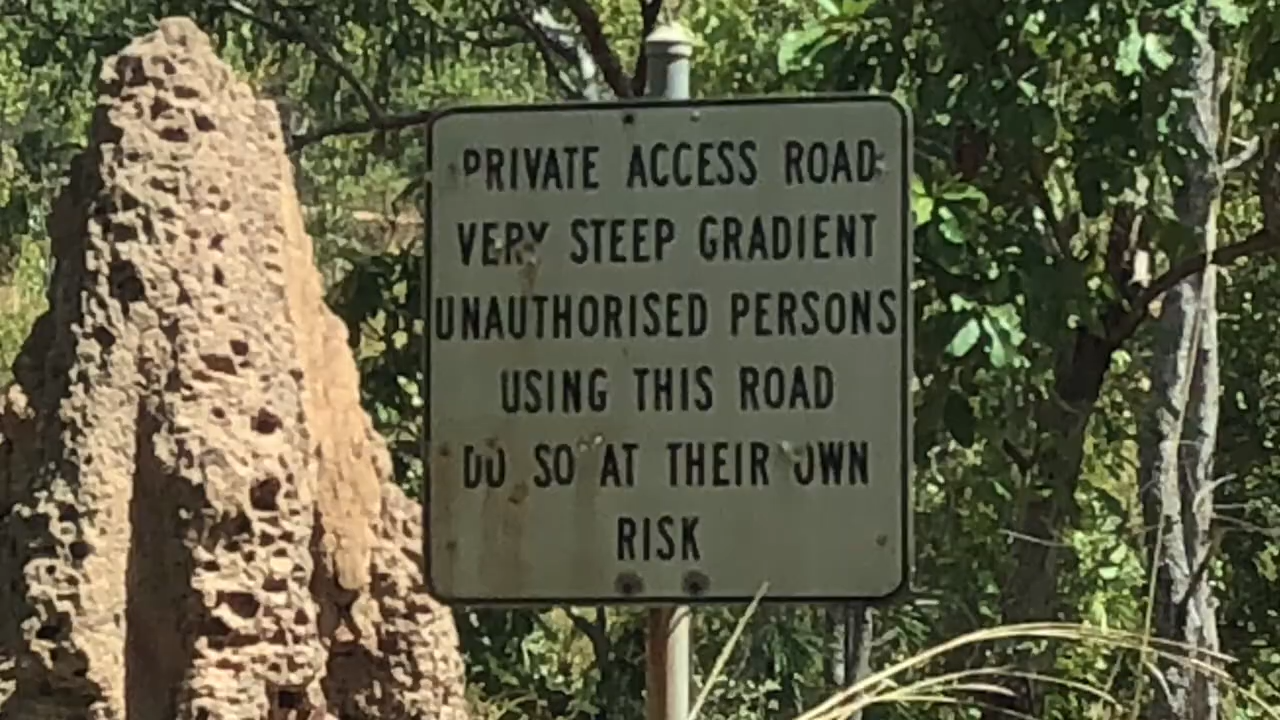 PRIVATE ACCESS ROAD
VERY STEEP GRADIENT
UNAUTHORISED PERSONS
USING THIS ROAD
DO SO AT THEIR OWN
RISK